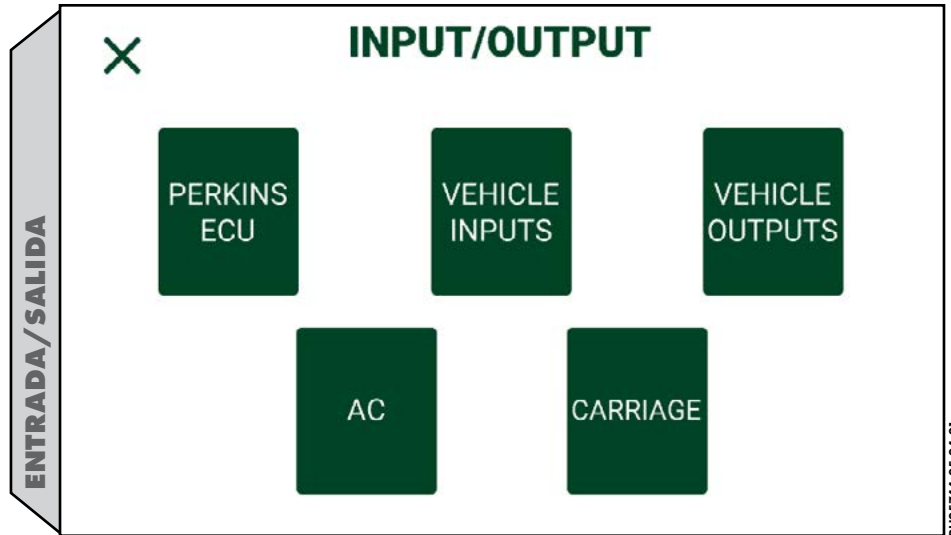 INPUT/OUTPUT
PERKINS
ECU
VEHICLE
INPUTS
VEHICLE
OUTPUTS
AC
CARRIAGE
ENTRADA/SALIDA